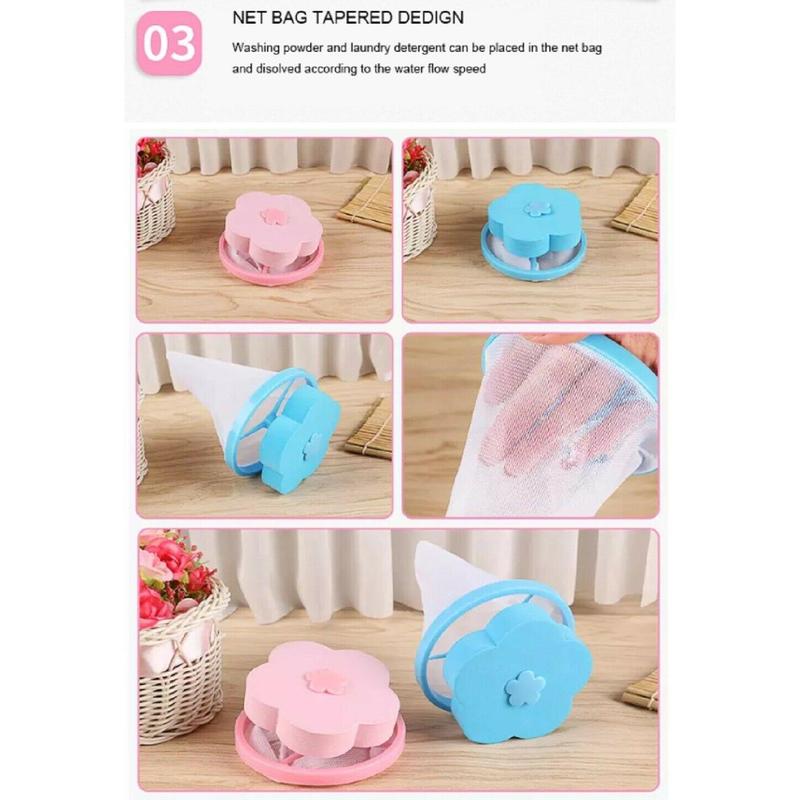 03
NET BAG TAPERED DEDIGN
Washing powder and laundry detergent can be placed in the net bag
and disolved according to the water flow speed